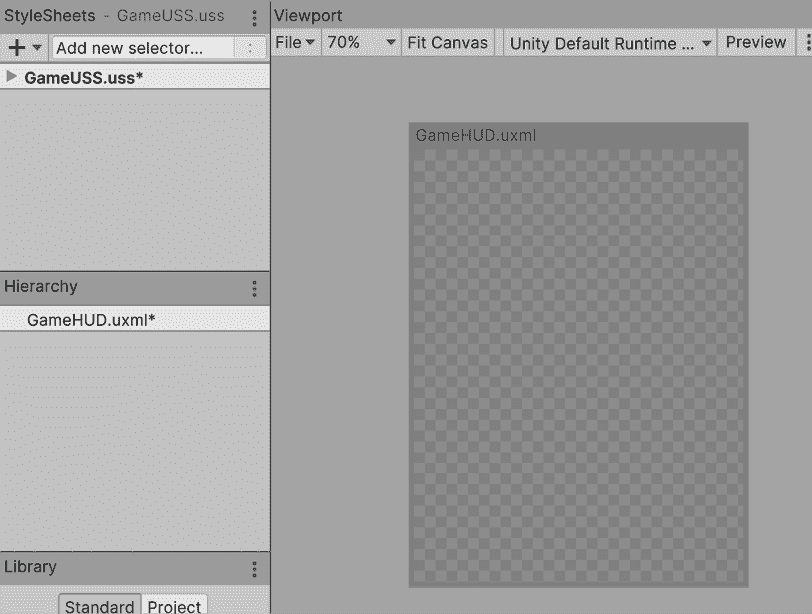 StyleSheets - GameUSS.uss
Add new selector...
GameUSS.uss*
Hierarchy
GameHUD.uxml*
Library
Standard Project
Viewport
File 70% Fit Canvas Unity Default Runtime ... Preview
GameHUD.uxml